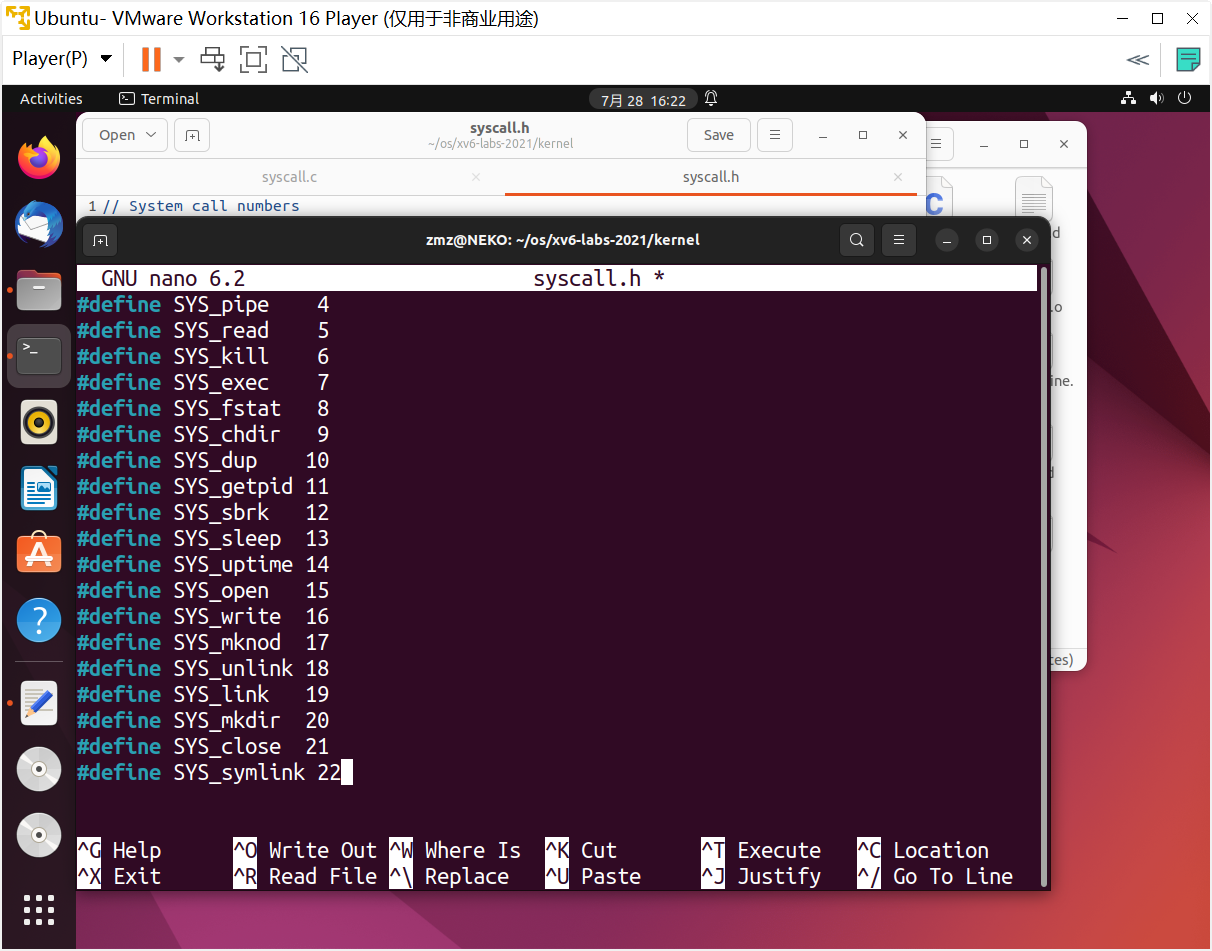 Ubuntu- VMware Workstation 16 Player (仅用于非商业用途)
Player(P)
Activities
Terminal
7月 28 16:22
Open
syscall.h
~/os/xv6-labs-2021/kernel
Save
syscall.c
syscall.h
1 // System call numbers
C
d
.o
ine.
d
ces)
zmz@NEKO: ~/os/xv6-labs-2021/kernel
GNU nano 6.2 syscall.h *
#define SYS_pipe    4
#define SYS_read    5
#define SYS_kill    6
#define SYS_exec    7
#define SYS_fstat   8
#define SYS_chdir   9
#define SYS_dup    10
#define SYS_getpid 11
#define SYS_sbrk   12
#define SYS_sleep  13
#define SYS_uptime 14
#define SYS_open   15
#define SYS_write  16
#define SYS_mknod  17
#define SYS_unlink 18
#define SYS_link   19
#define SYS_mkdir  20
#define SYS_close  21
#define SYS_symlink 22
^G Help ^O Write Out ^W Where Is ^K Cut ^T Execute ^C Location
^X Exit ^R Read File ^\ Replace ^U Paste ^J Justify ^/ Go To Line